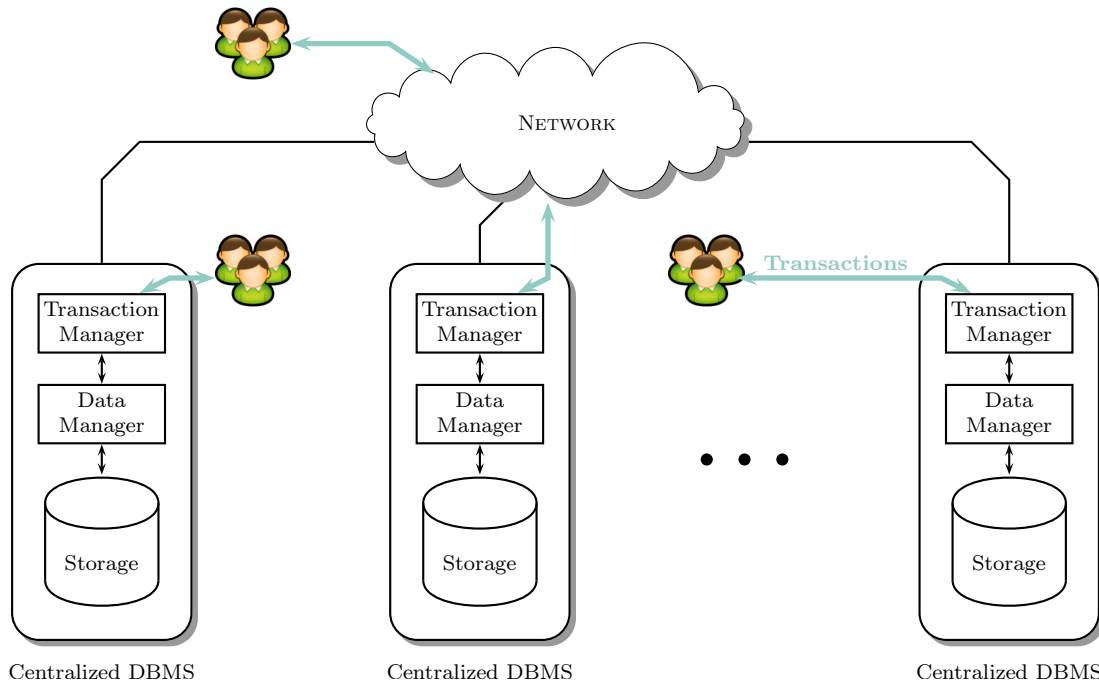 NETWORK
Transactions
Transaction
Manager
Data
Manager
Storage
Centralized DBMS
Transaction
Manager
Data
Manager
Storage
Centralized DBMS
Transaction
Manager
Data
Manager
Storage
Centralized DBMS